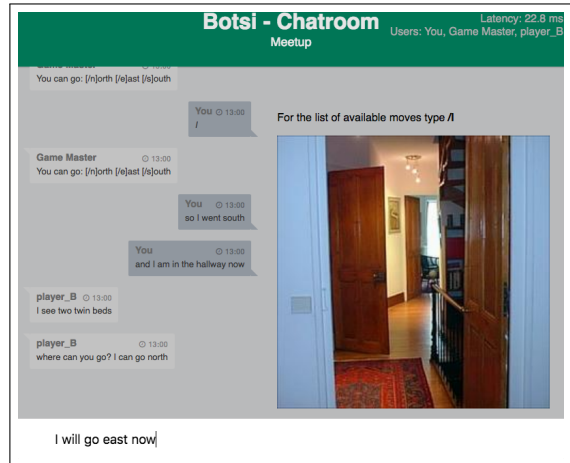 Botsi - Chatroom
Meetup
Latency: 22.8 ms
Users: You, Game Master, player_B
You can go: [/n]orth [/e]ast [/s]outh
You 13:00
/
Game Master 13:00
You can go: [/n]orth [/e]ast [/s]outh
You 13:00
so I went south
You 13:00
and I am in the hallway now
player_B 13:00
I see two twin beds
player_B 13:00
where can you go? I can go north
For the list of available moves type /l
I will go east now